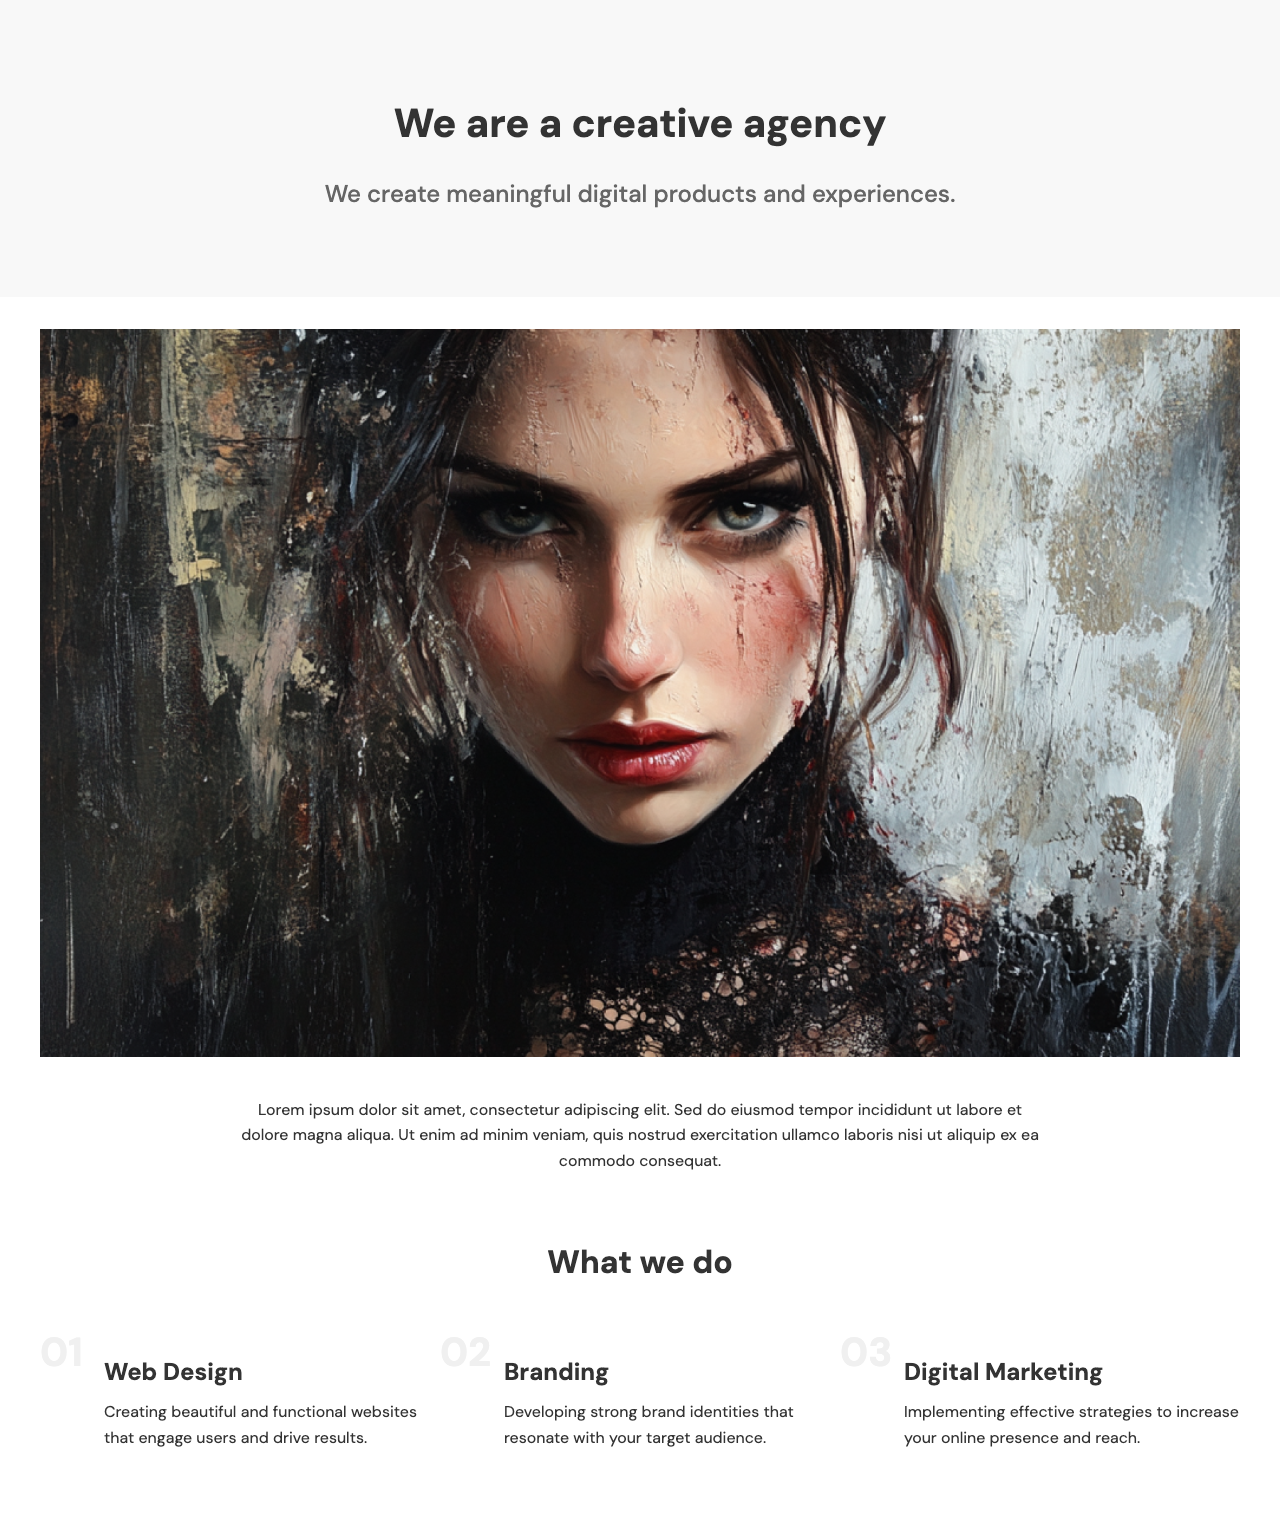 We are a creative agency
We create meaningful digital products and experiences.
Lorem ipsum dolor sit amet, consectetur adipiscing elit. Sed do eiusmod tempor incididunt ut labore et
dolore magna aliqua. Ut enim ad minim veniam, quis nostrud exercitation ullamco laboris nisi ut aliquip ex ea
commodo consequat.
What we do
01
Web Design
Creating beautiful and functional websites
that engage users and drive results.
02
Branding
Developing strong brand identities that
resonate with your target audience.
03
Digital Marketing
Implementing effective strategies to increase
your online presence and reach.